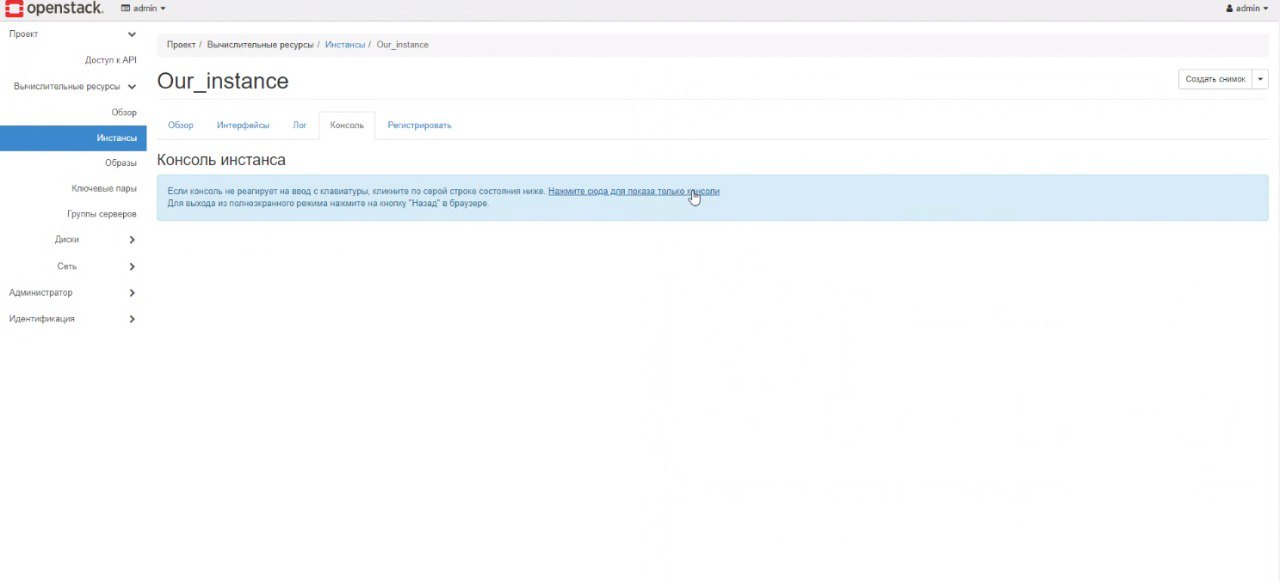 openstack. admin admin
Проект
Доступ к API
Вычислительные ресурсы
Обзор
Инстансы
Образы
Ключевые пары
Группы серверов
Диски
Сеть
Администратор
Идентификация
Проект / Вычислительные ресурсы / Инстансы / Our_instance
Our_instance
Создать снимок
Обзор Интерфейсы Лог Консоль Регистрировать
Консоль инстанса
Если консоль не реагирует на ввод с клавиатуры, кликните по серой строке состояния ниже. Нажмите сюда для показа только консоли
Для выхода из полноэкранного режима нажмите на кнопку "Назад" в браузере.